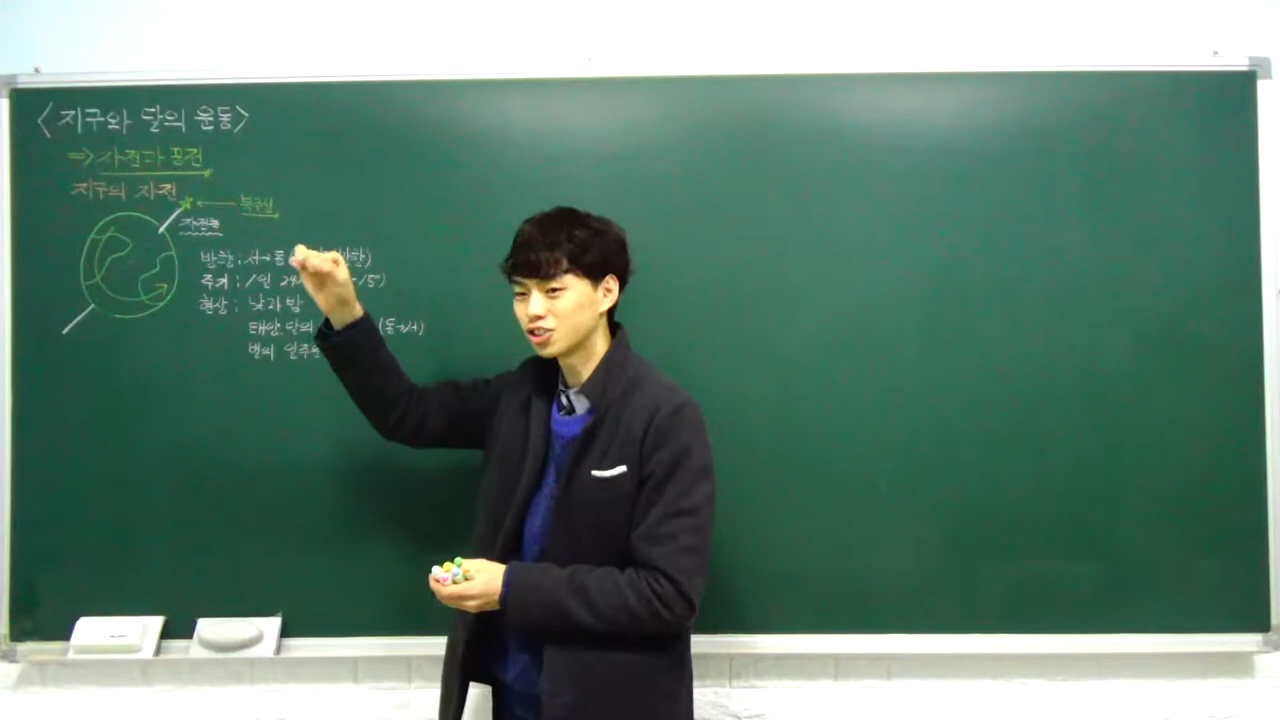 <지구와 달의 운동>
⇒ 자전과 공전
지구의 자전
← 북극성
자전축
방향 : 서→동
주기 : 1일 24 15°)
현상 : 낮과 밤
태양, 달의 (동→서)
별의 일주